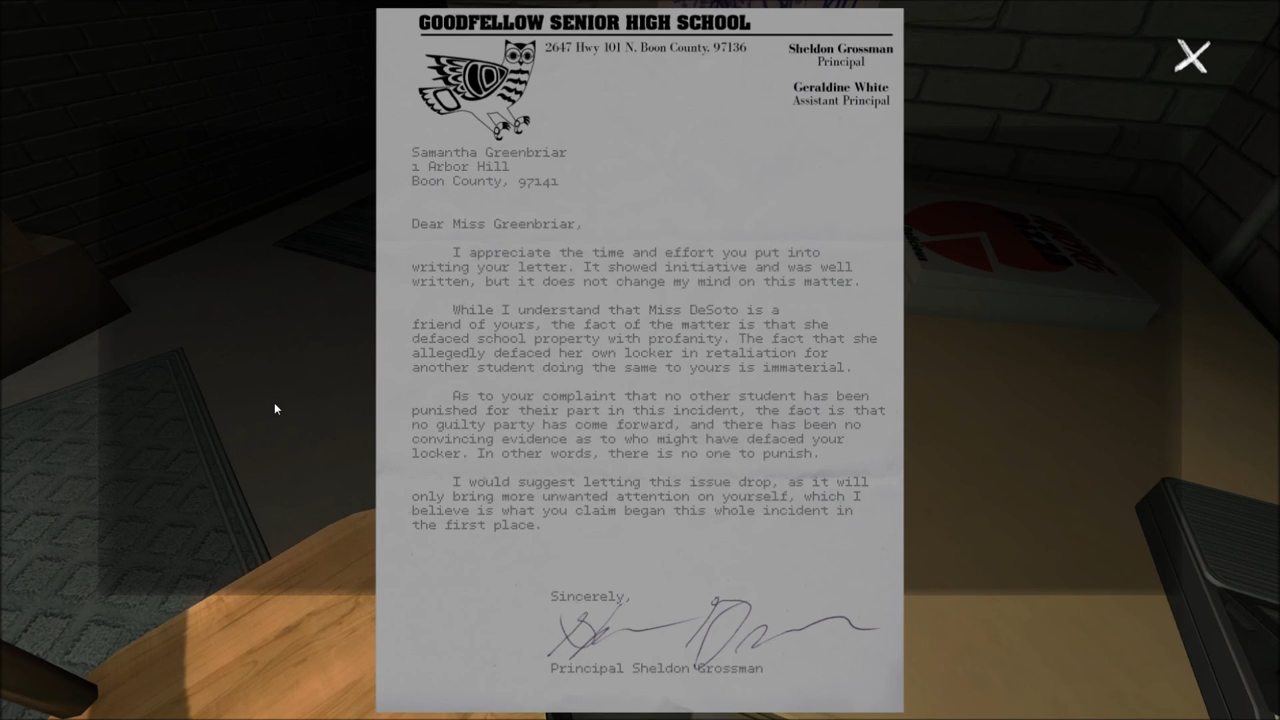 GOODFELLOW SENIOR HIGH SCHOOL
2647 Hwy 101 N, Boon County, 97136
Sheldon Grossman
Principal
Geraldine White
Assistant Principal
Samantha Greenbriar
1 Arbor Hill
Boon County, 97141
Dear Miss Greenbriar,
I appreciate the time and effort you put into
writing your letter. It showed initiative and was well
written, but it does not change my mind on this matter.
While I understand that Miss DeSoto is a
friend of yours, the fact of the matter is that she
defaced school property with profanity. The fact that she
allegedly defaced her own locker in retaliation for
another student doing the same to yours is immaterial.
As to your complaint that no other student has been
punished for their part in this incident, the fact is that
no guilty party has come forward, and there has been no
convincing evidence as to who might have defaced your
locker. In other words, there is no one to punish.
I would suggest letting this issue drop, as it will
only bring more unwanted attention on yourself, which I
believe is what you claim began this whole incident in
the first place.
Sincerely,
Principal Sheldon Grossman